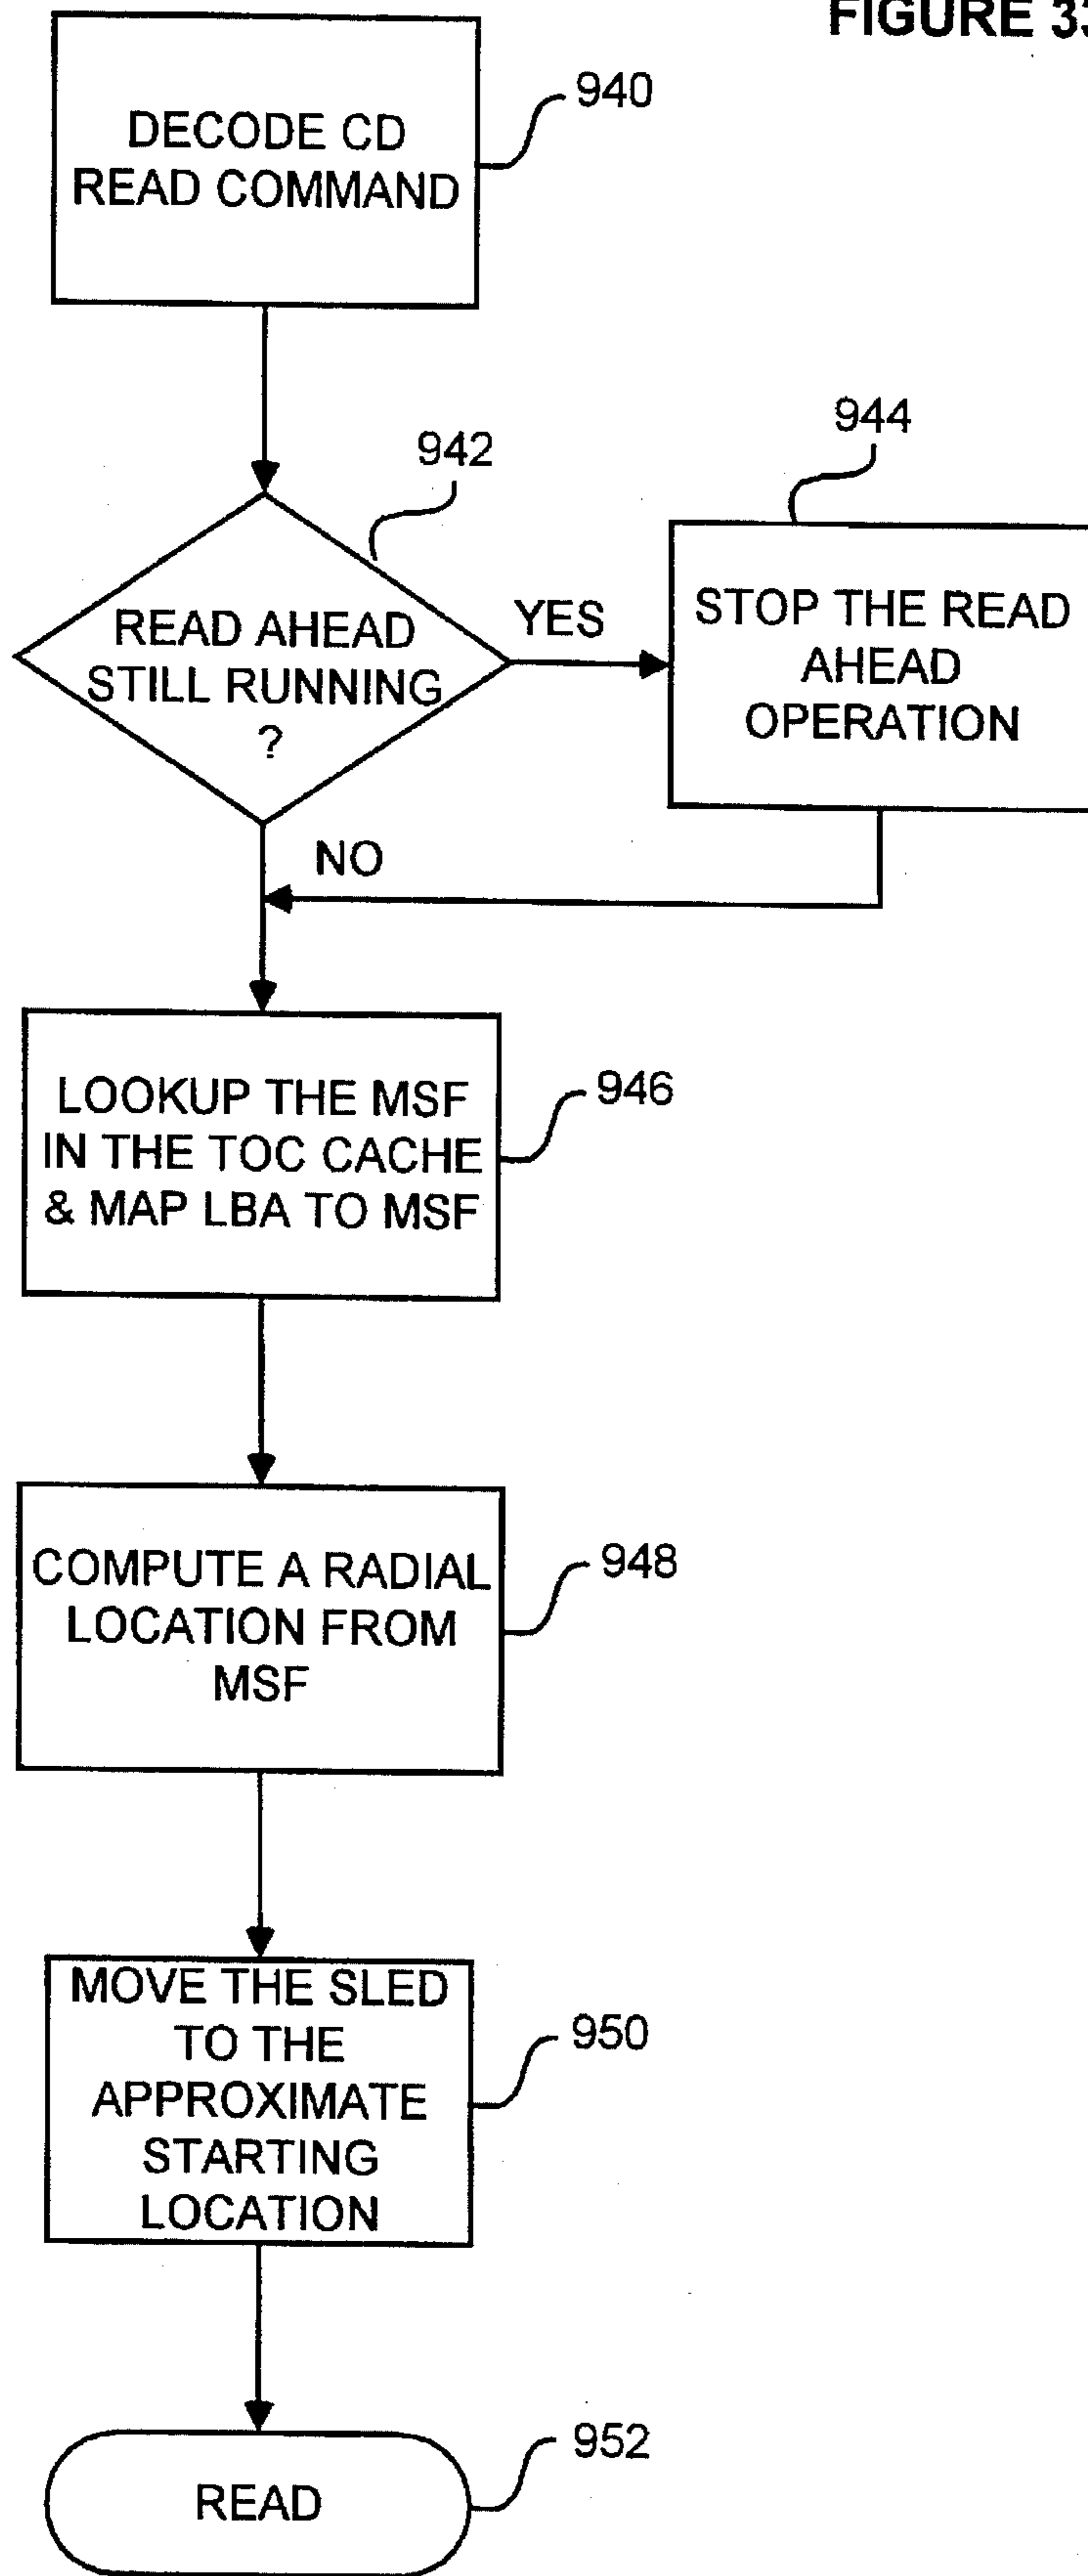 FIGURE 33
940
DECODE CD
READ COMMAND
942
944
READ AHEAD
STILL RUNNING
?
YES
STOP THE READ
AHEAD
OPERATION
NO
946
LOOKUP THE MSF
IN THE TOC CACHE
& MAP LBA TO MSF
948
COMPUTE A RADIAL
LOCATION FROM
MSF
950
MOVE THE SLED
TO THE
APPROXIMATE
STARTING
LOCATION
952
READ